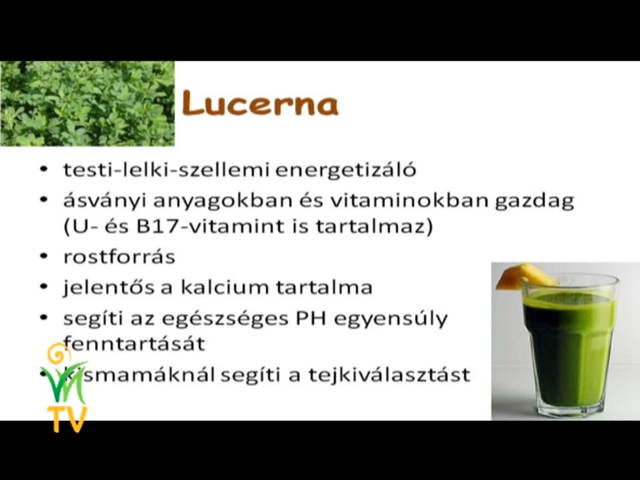 Lucerna
• testi-lelki-szellemi energetizáló
• ásványi anyagokban és vitaminokban gazdag
(U- és B17-vitamint is tartalmaz)
• rostforrás
• jelentős a kalcium tartalma
• segíti az egészséges PH egyensúly
fenntartását
• kismamáknál segíti a tejkiválasztást
TV